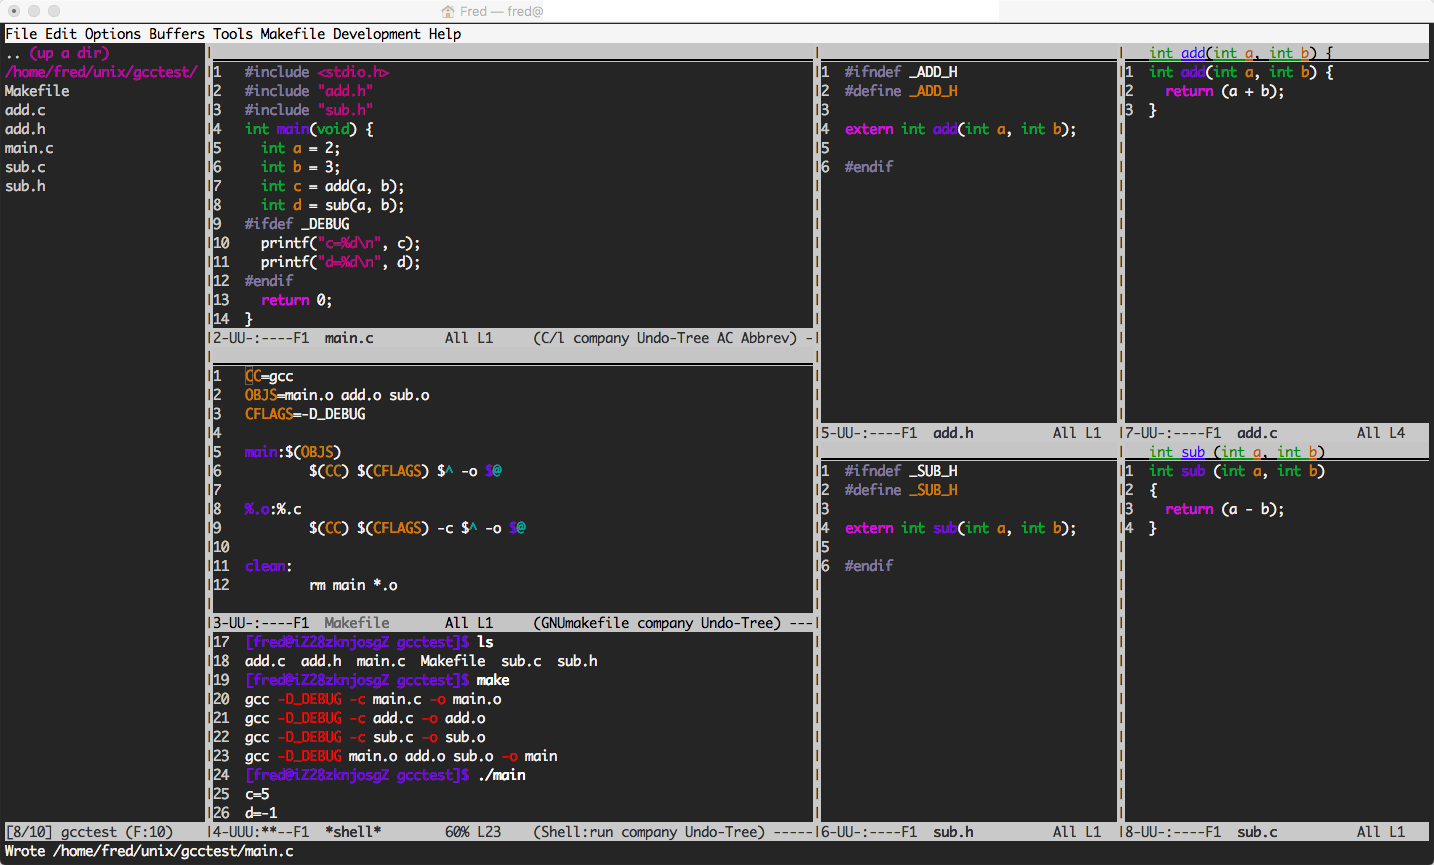 Fred — fred@
File Edit Options Buffers Tools Makefile Development Help
.. (up a dir)
/home/fred/unix/gcctest/
Makefile
add.c
add.h
main.c
sub.c
sub.h
[8/10] gcctest (F:10)
1 #include <stdio.h>
2 #include "add.h"
3 #include "sub.h"
4 int main(void) {
5 int a = 2;
6 int b = 3;
7 int c = add(a, b);
8 int d = sub(a, b);
9 #ifdef _DEBUG
10 printf("c=%d\n", c);
11 printf("d=%d\n", d);
12 #endif
13 return 0;
14 }
2-UU-:----F1 main.c All L1 (C/l company Undo-Tree AC Abbrev) -
1 CC=gcc
2 OBJS=main.o add.o sub.o
3 CFLAGS=-D_DEBUG
4
5 main:$(OBJS)
6 $(CC) $(CFLAGS) $^ -o $@
7
8 %.o:%.c
9 $(CC) $(CFLAGS) -c $^ -o $@
10
11 clean:
12 rm main *.o
3-UU-:----F1 Makefile All L1 (GNUmakefile company Undo-Tree) ---
17 [fred@iZ28zknjosgZ gcctest]$ ls
18 add.c add.h main.c Makefile sub.c sub.h
19 [fred@iZ28zknjosgZ gcctest]$ make
20 gcc -D_DEBUG -c main.c -o main.o
21 gcc -D_DEBUG -c add.c -o add.o
22 gcc -D_DEBUG -c sub.c -o sub.o
23 gcc -D_DEBUG main.o add.o sub.o -o main
24 [fred@iZ28zknjosgZ gcctest]$ ./main
25 c=5
26 d=-1
4-UUU:**--F1 *shell* 60% L23 (Shell:run company Undo-Tree) -----
1 #ifndef _ADD_H
2 #define _ADD_H
3
4 extern int add(int a, int b);
5
6 #endif
5-UU-:----F1 add.h All L1
1 #ifndef _SUB_H
2 #define _SUB_H
3
4 extern int sub(int a, int b);
5
6 #endif
6-UU-:----F1 sub.h All L1
int add(int a, int b) {
1 int add(int a, int b) {
2 return (a + b);
3 }
7-UU-:----F1 add.c All L4
int sub (int a, int b)
1 int sub (int a, int b)
2 {
3 return (a - b);
4 }
8-UU-:----F1 sub.c All L1
Wrote /home/fred/unix/gcctest/main.c